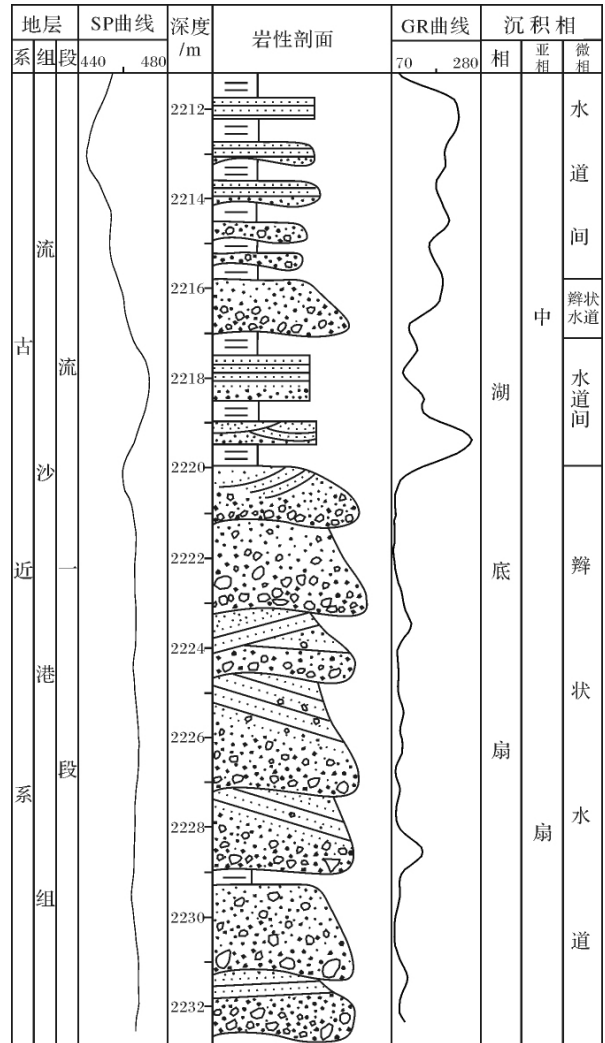 地层 SP曲线 深度/m 岩性剖面 GR曲线 沉积相
系 组 段 440 480 70 280 相 亚相 微相
古近系
流沙港组
流一段
2212
2214
2216
2218
2220
2222
2224
2226
2228
2230
2232
湖底扇
中扇
水道间
辫状水道
水道间
辫状水道